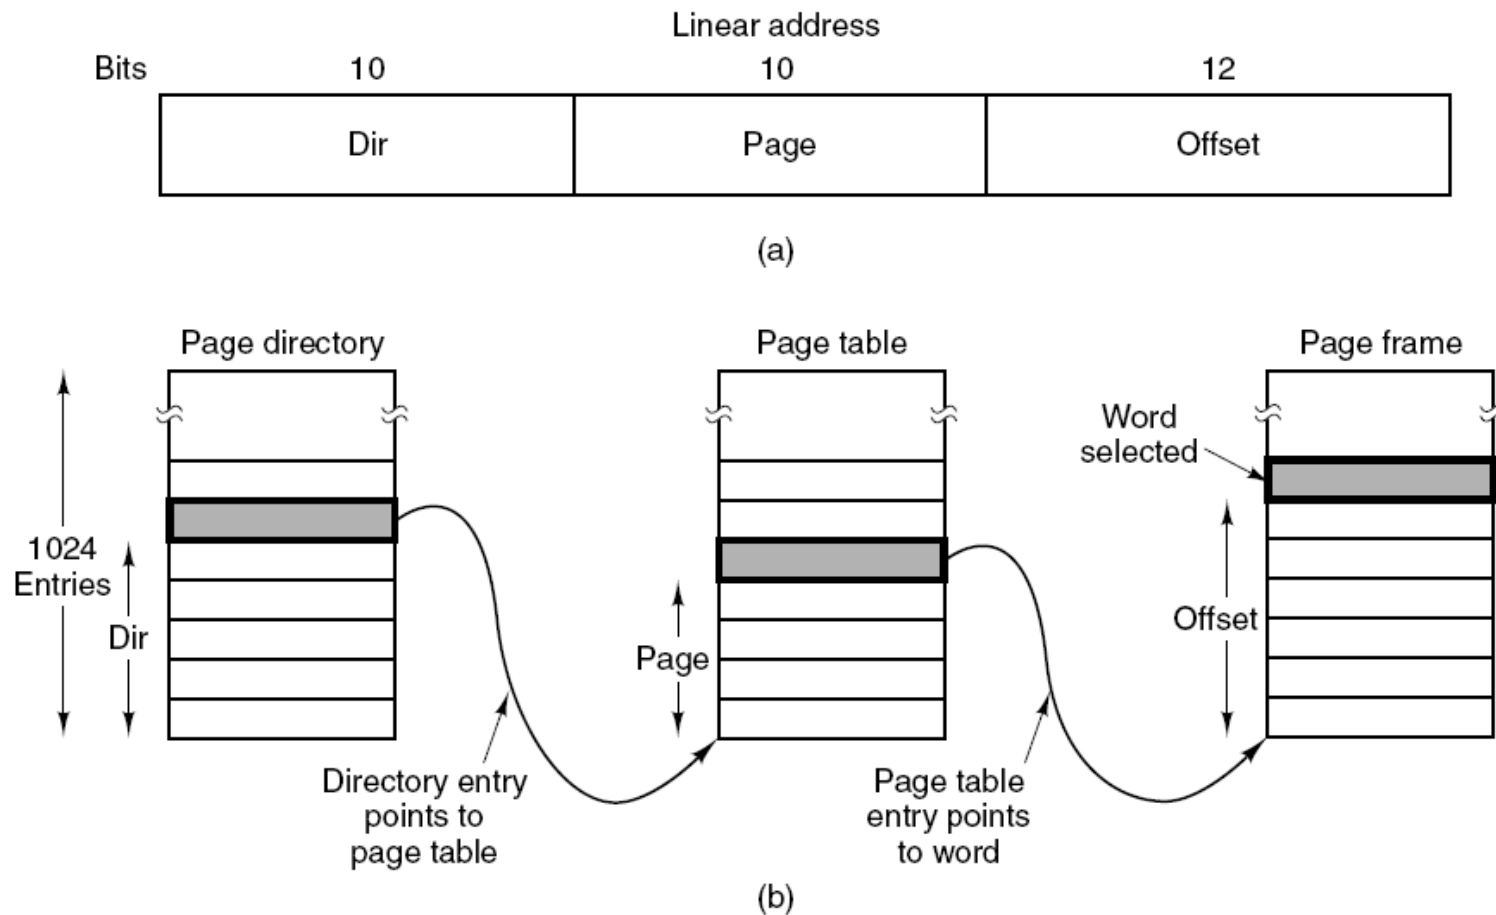 Linear address
Bits 10 10 12
Dir Page Offset
(a)
Page directory Page table Page frame
Word
selected
1024
Entries
Dir
Page
Offset
Directory entry
points to
page table
Page table
entry points
to word
(b)